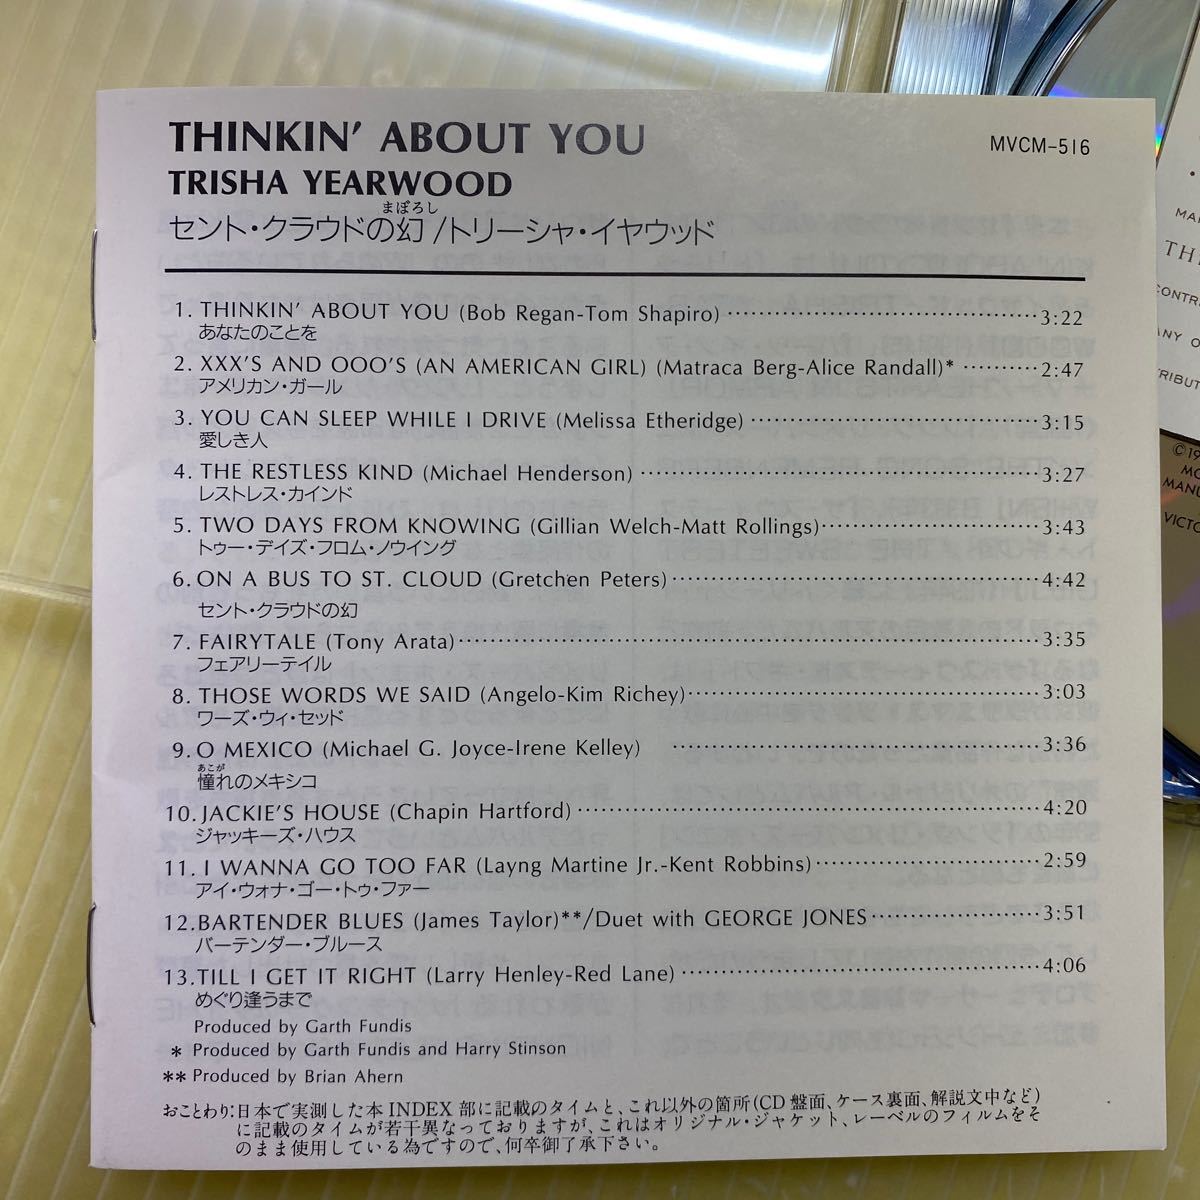 THINKIN' ABOUT YOU
MVCM-516
TRISHA YEARWOOD
まぼろし
セント・クラウドの幻/トリーシャ・イヤウッド
1. THINKIN' ABOUT YOU (Bob Regan-Tom Shapiro) 3:22
あなたのことを
2. XXX'S AND OOO'S (AN AMERICAN GIRL) (Matraca Berg-Alice Randall)* 2:47
アメリカン・ガール
3. YOU CAN SLEEP WHILE I DRIVE (Melissa Etheridge) 3:15
愛しき人
4. THE RESTLESS KIND (Michael Henderson) 3:27
レストレス・カインド
5. TWO DAYS FROM KNOWING (Gillian Welch-Matt Rollings) 3:43
トゥー・デイズ・フロム・ノウイング
6. ON A BUS TO ST. CLOUD (Gretchen Peters) 4:42
セント・クラウドの幻
7. FAIRYTALE (Tony Arata) 3:35
フェアリーテイル
8. THOSE WORDS WE SAID (Angelo-Kim Richey) 3:03
ワーズ・ウィ・セッド
9. O MEXICO (Michael G. Joyce-Irene Kelley) 3:36
あこが
憧れのメキシコ
10. JACKIE'S HOUSE (Chapin Hartford) 4:20
ジャッキーズ・ハウス
11. I WANNA GO TOO FAR (Layng Martine Jr.-Kent Robbins) 2:59
アイ・ウォナ・ゴー・トゥ・ファー
12. BARTENDER BLUES (James Taylor)**/Duet with GEORGE JONES 3:51
バーテンダー・ブルース
13. TILL I GET IT RIGHT (Larry Henley-Red Lane) 4:06
めぐり逢うまで
Produced by Garth Fundis
* Produced by Garth Fundis and Harry Stinson
** Produced by Brian Ahern
おことわり:日本で実測した本INDEX部に記載のタイムと、これ以外の箇所(CD盤面、ケース裏面、解説文中など)
に記載のタイムが若干異なっておりますが、これはオリジナル・ジャケット、レーベルのフィルムをそ
のまま使用している為ですので、何卒御了承下さい。